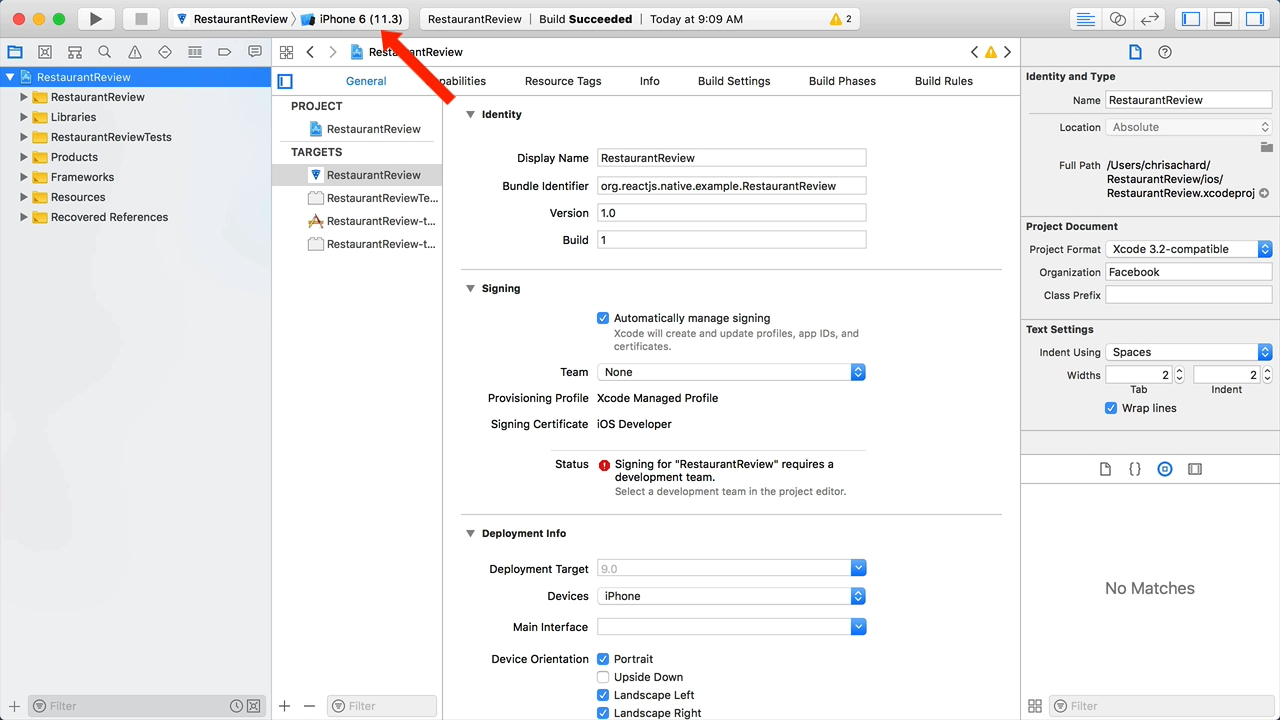 RestaurantReview
iPhone 6 (11.3)
RestaurantReview | Build Succeeded | Today at 9:09 AM
2
RestaurantReview
RestaurantReview
Libraries
RestaurantReviewTests
Products
Frameworks
Resources
Recovered References
Filter
General
Resource Tags
Info
Build Settings
Build Phases
Build Rules
PROJECT
RestaurantReview
TARGETS
RestaurantReview
RestaurantReviewTe...
RestaurantReview-t...
RestaurantReview-t...
Filter
Identity
Display Name RestaurantReview
Bundle Identifier org.reactjs.native.example.RestaurantReview
Version 1.0
Build 1
Signing
Automatically manage signing
Xcode will create and update profiles, app IDs, and
certificates.
Team None
Provisioning Profile Xcode Managed Profile
Signing Certificate iOS Developer
Status Signing for "RestaurantReview" requires a
development team.
Select a development team in the project editor.
Deployment Info
Deployment Target 9.0
Devices iPhone
Main Interface
Device Orientation Portrait
Upside Down
Landscape Left
Landscape Right
Identity and Type
Name RestaurantReview
Location Absolute
Full Path /Users/chrisachard/
RestaurantReview/ios/
RestaurantReview.xcodeproj
Project Document
Project Format Xcode 3.2-compatible
Organization Facebook
Class Prefix
Text Settings
Indent Using Spaces
Widths 2 2
Tab Indent
Wrap lines
No Matches
Filter